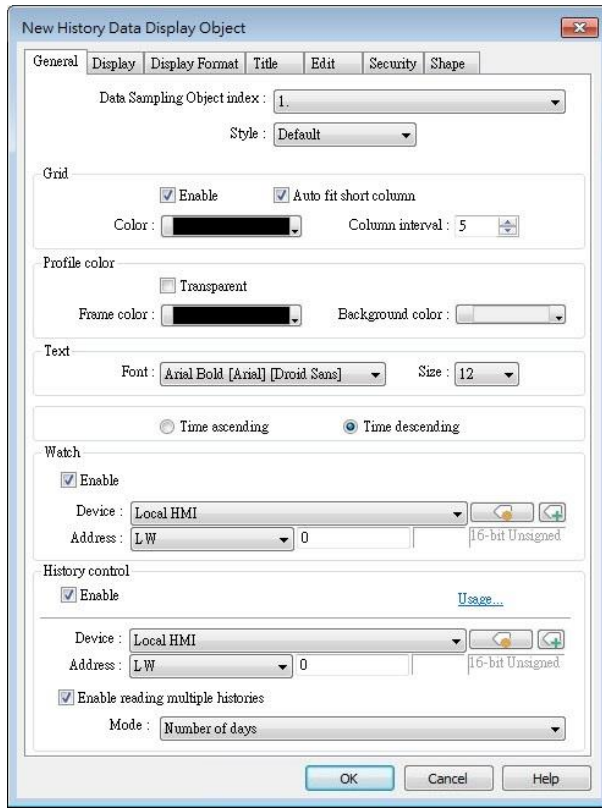 New History Data Display Object
General Display Display Format Title Edit Security Shape
Data Sampling Object index : 1.
Style : Default
Grid
Enable Auto fit short column
Color : Column interval : 5
Profile color
Transparent
Frame color : Background color :
Text
Font : Arial Bold [Arial] [Droid Sans] Size : 12
Time ascending Time descending
Watch
Enable
Device : Local HMI
Address : LW 0 16-bit Unsigned
History control
Enable Usage...
Device : Local HMI
Address : LW 0 16-bit Unsigned
Enable reading multiple histories
Mode : Number of days
OK Cancel Help